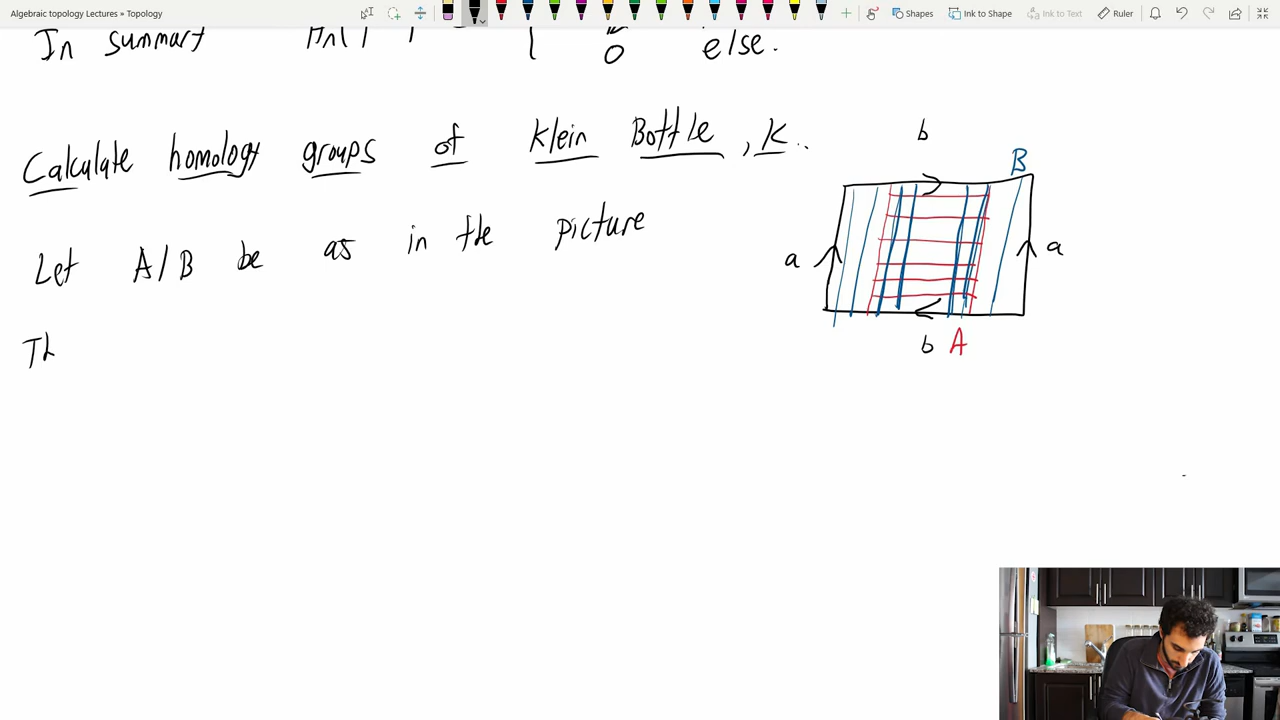 Algebraic topology Lectures » Topology
Shapes Ink to Shape Ink to Text Ruler
In summary else.
0
Calculate homology groups of Klein Bottle, K..
b
B
Let A/B be as in the picture
a a
Th
b A